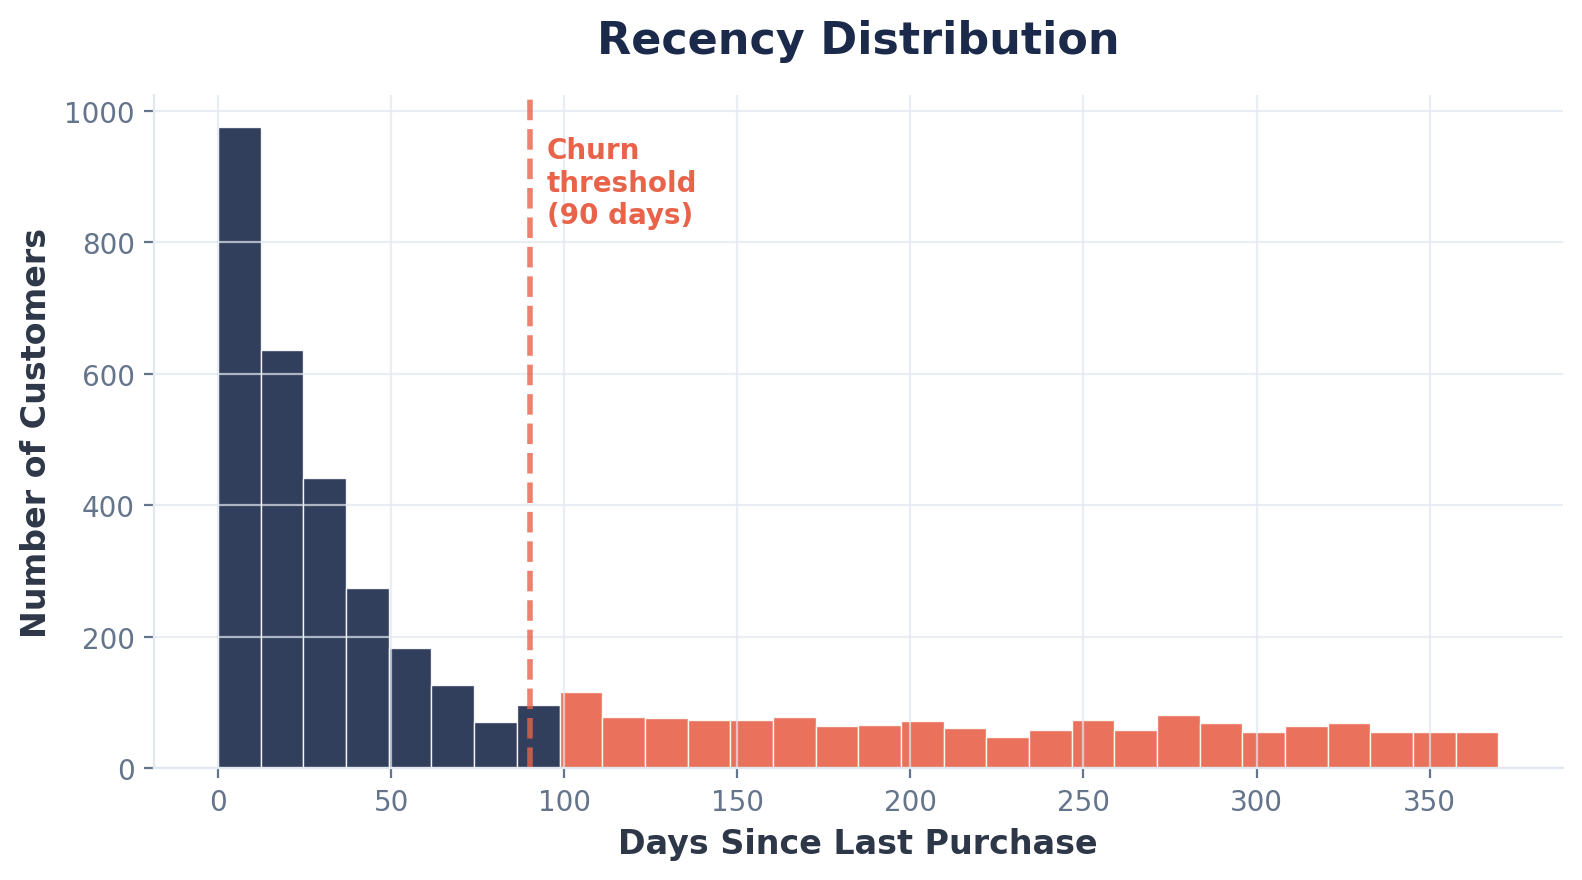 Recency Distribution
1000
800
600
400
200
0
Number of Customers
Churn
threshold
(90 days)
0 50 100 150 200 250 300 350
Days Since Last Purchase